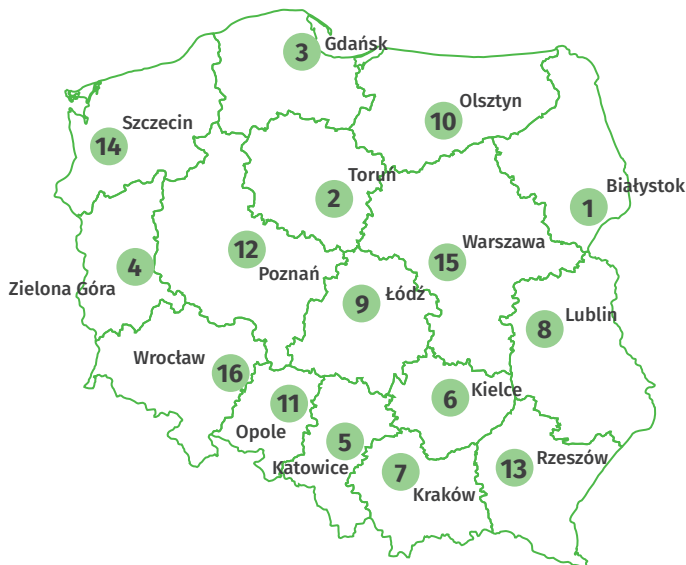 3
Gdańsk
Olsztyn
10
Szczecin
14
Toruń
2
Białystok
1
Warszawa
15
12
Poznań
4
Zielona Góra
Łódź
9
Lublin
8
Wrocław
16
Kielce
6
11
Opole
5
Katowice
7
Kraków
Rzeszów
13